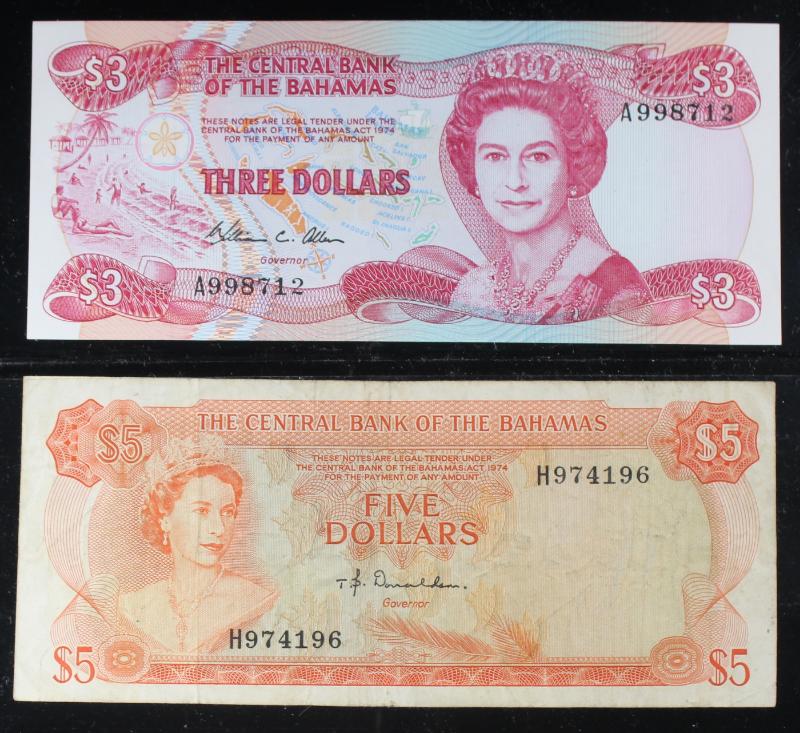 $3
THE CENTRAL BANK
OF THE BAHAMAS
$3
A998712
THESE NOTES ARE LEGAL TENDER UNDER THE
CENTRAL BANK OF THE BAHAMAS ACT 1974
FOR THE PAYMENT OF ANY AMOUNT
THREE DOLLARS
William C. Allen
Governor
A998712
$3
$3
$5
THE CENTRAL BANK OF THE BAHAMAS
$5
THESE NOTES ARE LEGAL TENDER UNDER
THE CENTRAL BANK OF THE BAHAMAS ACT 1974
FOR THE PAYMENT OF ANY AMOUNT
H974196
FIVE
DOLLARS
T.B. Donaldson.
Governor
H974196
$5
$5